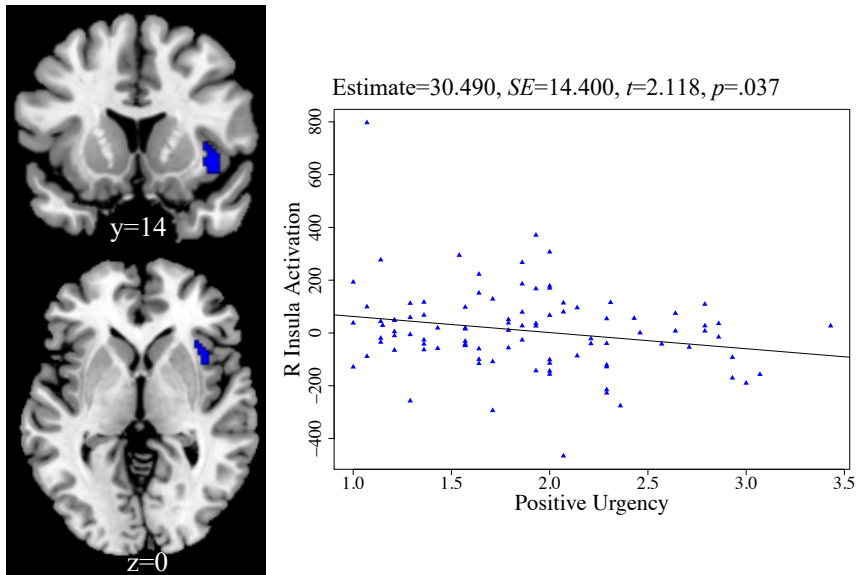 y=14
z=0
Estimate=30.490, SE=14.400, t=2.118, p=.037
R Insula Activation
800
600
400
200
0
−200
−400
1.0 1.5 2.0 2.5 3.0 3.5
Positive Urgency